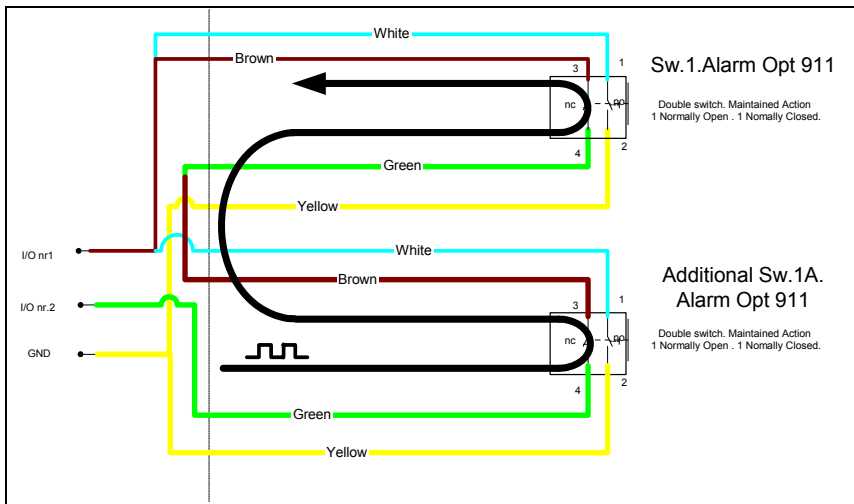 White
Brown
3
1
Sw.1.Alarm Opt 911
nc
no
Double switch. Maintained Action
1 Normally Open . 1 Nomally Closed.
4
2
Green
Yellow
I/O nr1
White
Brown
Additional Sw.1A.
Alarm Opt 911
3
1
I/O nr.2
nc
no
Double switch. Maintained Action
1 Normally Open . 1 Nomally Closed.
GND
4
2
Green
Yellow